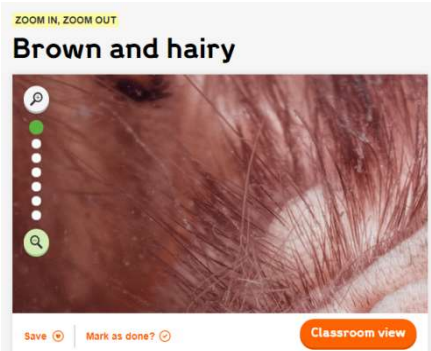 ZOOM IN, ZOOM OUT
Brown and hairy
Save
Mark as done?
Classroom view